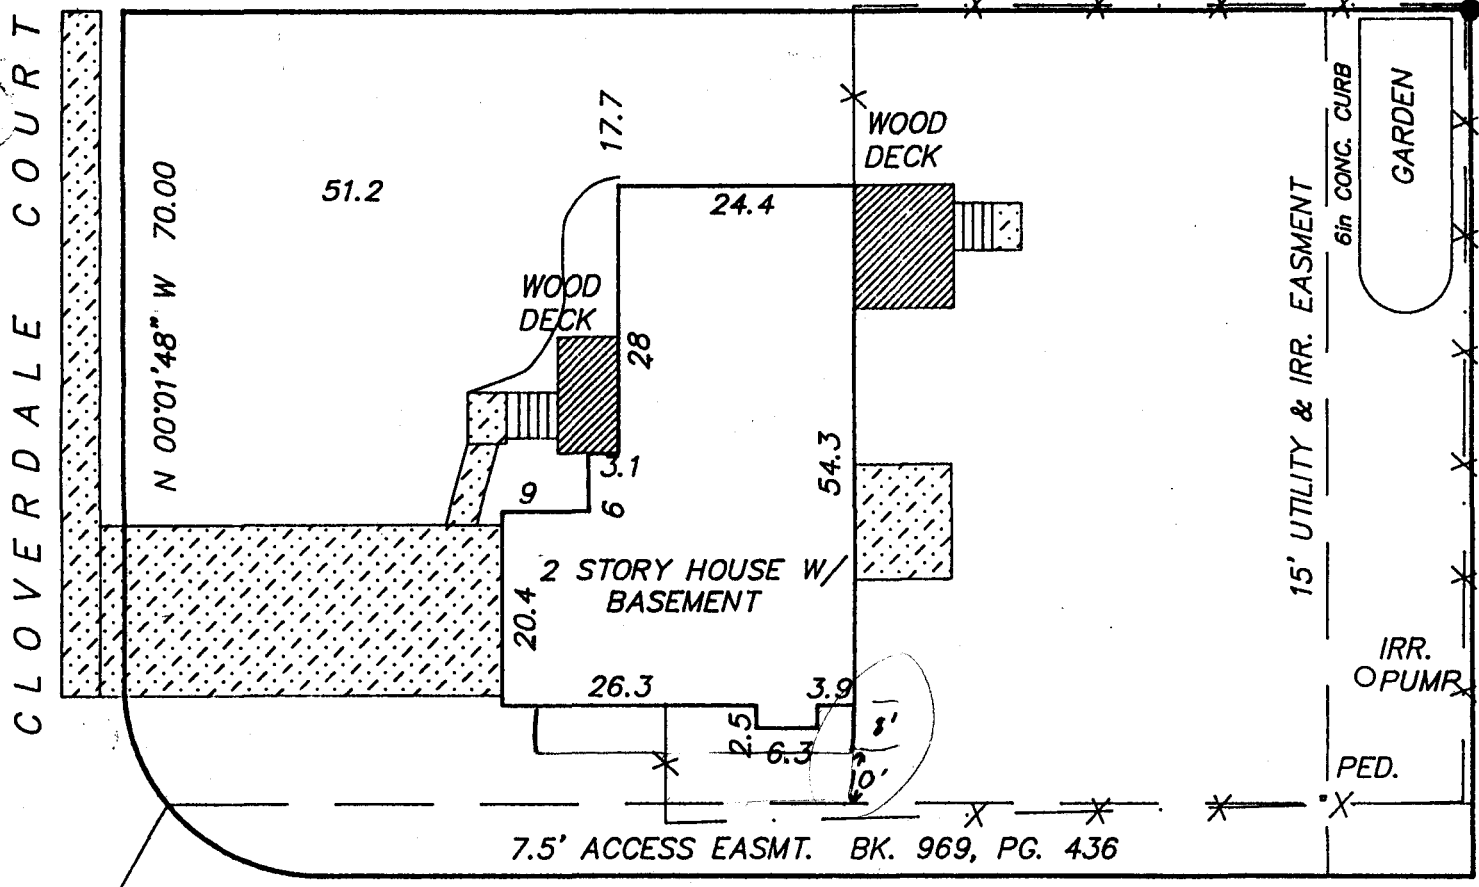 CLOVERDALE COURT
N 00°01'48" W 70.00
51.2
17.7
24.4
WOOD
DECK
WOOD
DECK
28
3.1
9
6
54.3
2 STORY HOUSE W/
BASEMENT
20.4
26.3
3.9
2.5
6.3
8'
10'
15' UTILITY & IRR. EASMENT
6in CONC. CURB
GARDEN
IRR.
PUMP
PED.
7.5' ACCESS EASMT. BK. 969, PG. 436